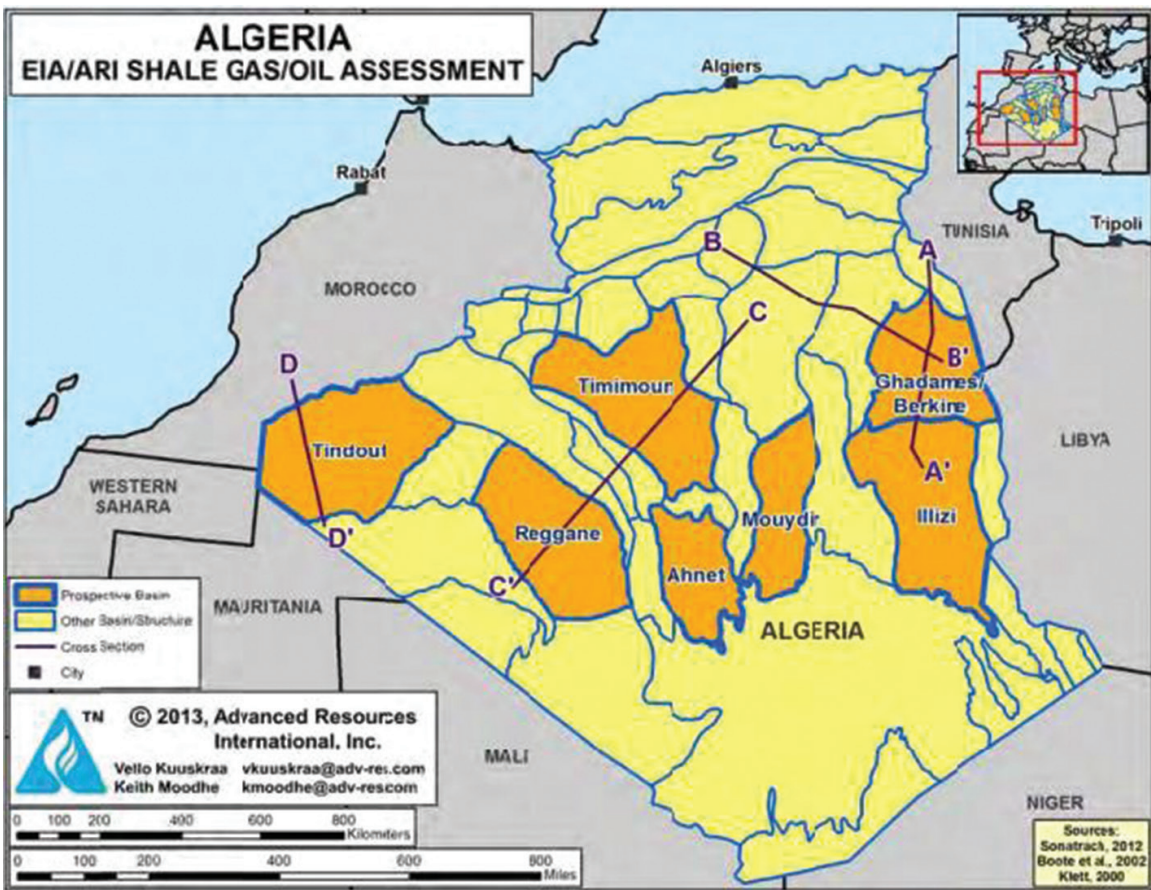 ALGERIA
EIA/ARI SHALE GAS/OIL ASSESSMENT
Algiers
Rabat
Tripoli
TUNISIA
MOROCCO
B
A
C
D
B'
Timimoun
Ghadames/
Berkine
Tindouf
LIBYA
A'
WESTERN
SAHARA
Illizi
Mouydir
Reggane
D'
Ahnet
C'
MAURITANIA
ALGERIA
Prospective Basin
Other Basin/Structure
Cross Section
City
MALI
NIGER
TN
© 2013, Advanced Resources
International, Inc.
Vello Kuuskraa vkuuskraa@adv-res.com
Keith Moodhe kmoodhe@adv-res.com
0 100 200 400 600 800
Kilometers
0 100 200 400 600 800
Miles
Sources:
Sonatrach, 2012
Boote et al., 2002
Klett, 2000